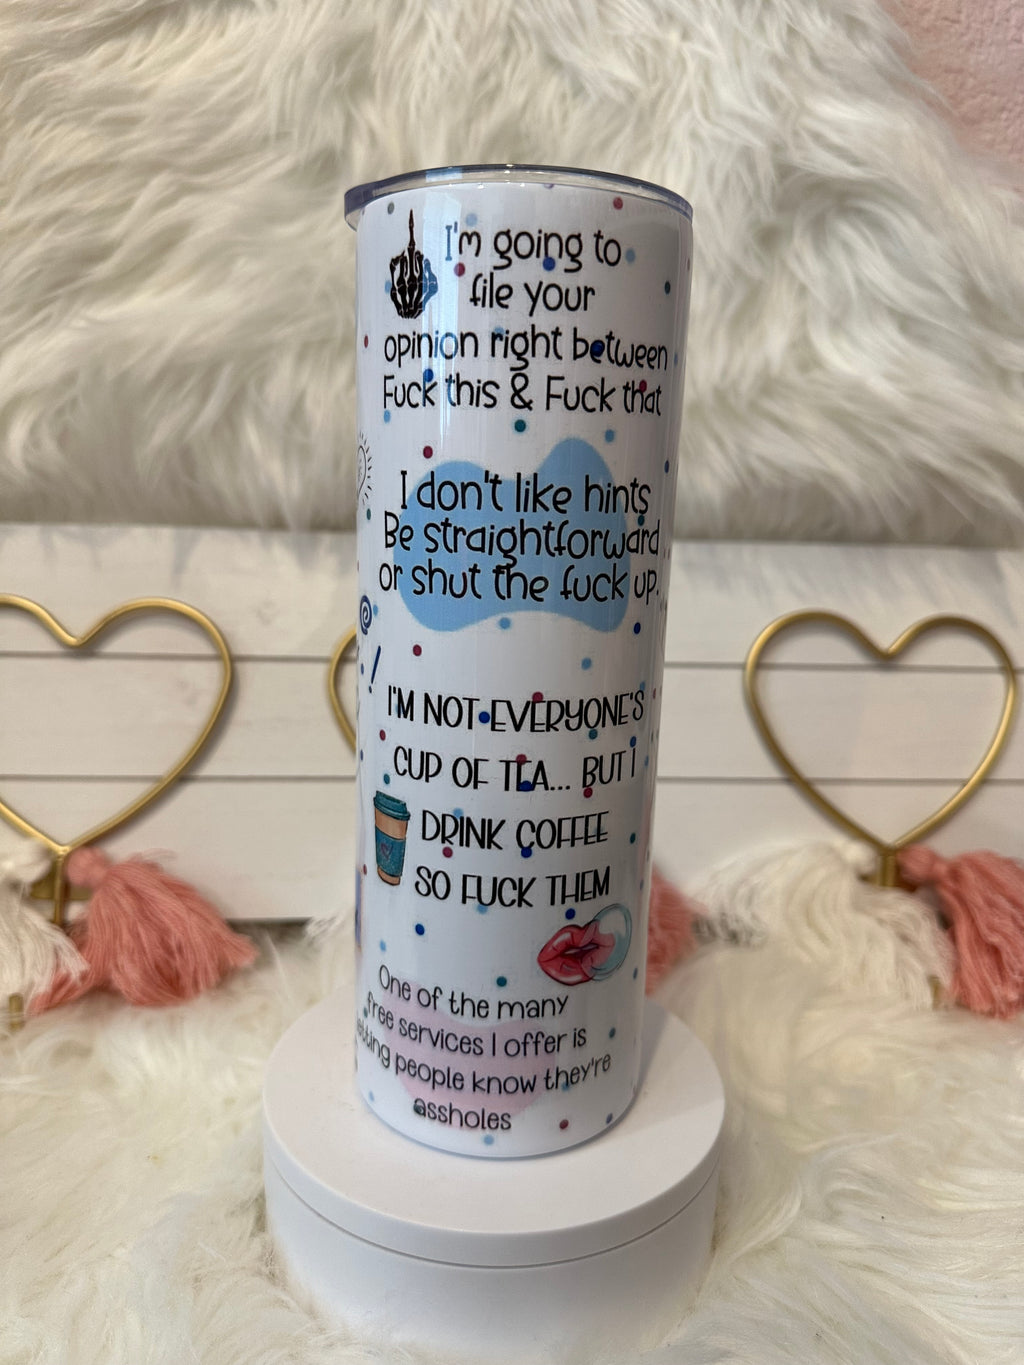 I'm going to
file your
opinion right between
Fuck this & Fuck that
I don't like hints
Be straightforward
or shut the fuck up.
I'M NOT EVERYONE'S
CUP OF TEA... BUT I
DRINK COFFEE
SO FUCK THEM
One of the many
free services I offer is
letting people know they're
assholes